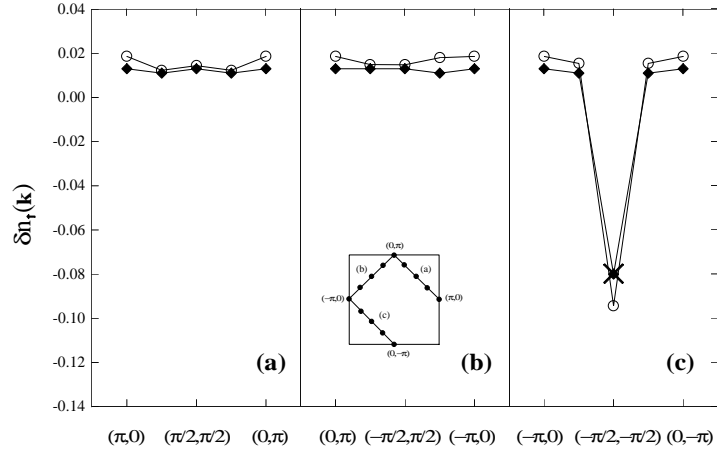 0.04
0.02
0.00
-0.02
-0.04
-0.06
-0.08
-0.10
-0.12
-0.14
δn↑(k)
(0,π)
(b)
(a)
(−π,0)
(π,0)
(c)
(0,−π)
(a)
(b)
(c)
(π,0) (π/2,π/2) (0,π) (0,π) (−π/2,π/2) (−π,0) (−π,0) (−π/2,−π/2) (0,−π)